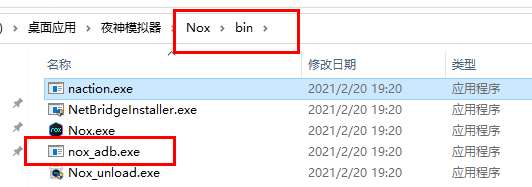 ) › 桌面应用 › 夜神模拟器 › Nox › bin ›
名称 修改日期 类型
naction.exe 2021/2/20 19:20 应用程序
NetBridgeInstaller.exe 2021/2/20 19:20 应用程序
Nox.exe 2021/2/20 19:20 应用程序
nox_adb.exe 2021/2/20 19:20 应用程序
Nox_unload.exe 2021/2/20 19:20 应用程序